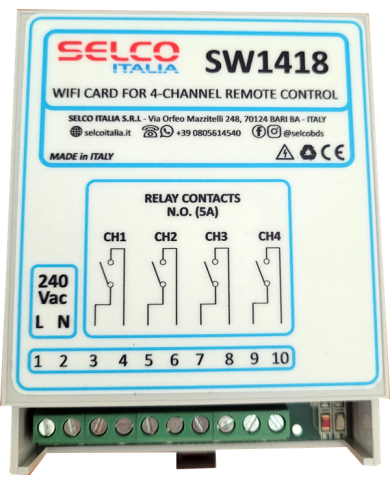 SELCO
ITALIA
SW1418
WIFI CARD FOR 4-CHANNEL REMOTE CONTROL
SELCO ITALIA S.R.L - Via Orfeo Mazzitelli 248, 70124 BARI BA - ITALY
selcoitalia.it +39 0805614540 @selcobds
MADE in ITALY CE
RELAY CONTACTS
N.O. (5A)
CH1 CH2 CH3 CH4
240
Vac
L N
1 2 3 4 5 6 7 8 9 10